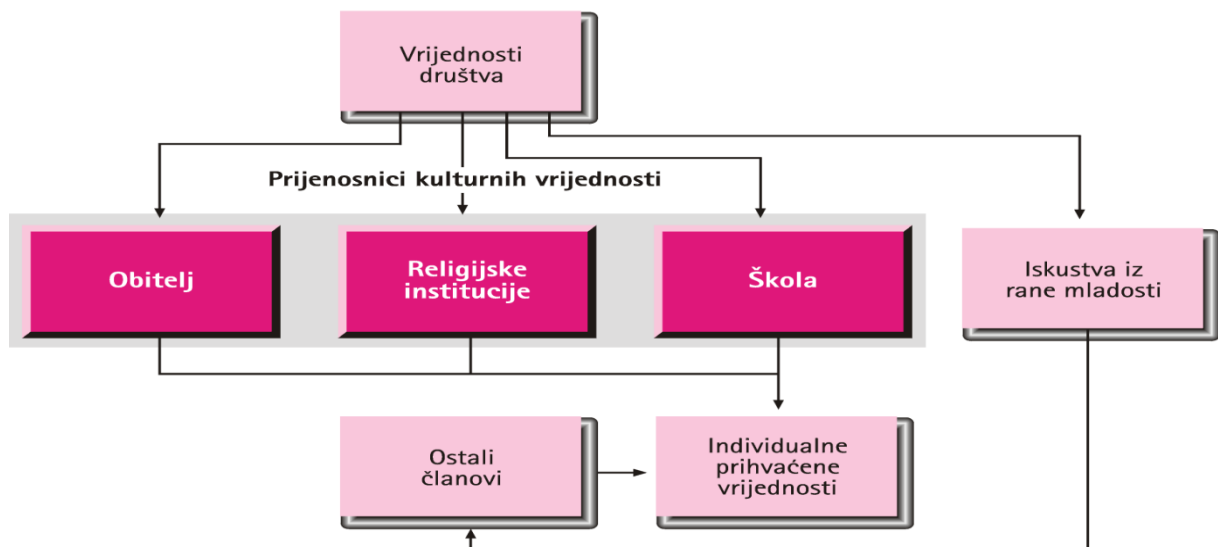 Vrijednosti
društva
Prijenosnici kulturnih vrijednosti
Obitelj
Religijske
institucije
Škola
Iskustva iz
rane mladosti
Ostali
članovi
Individualne
prihvaćene
vrijednosti